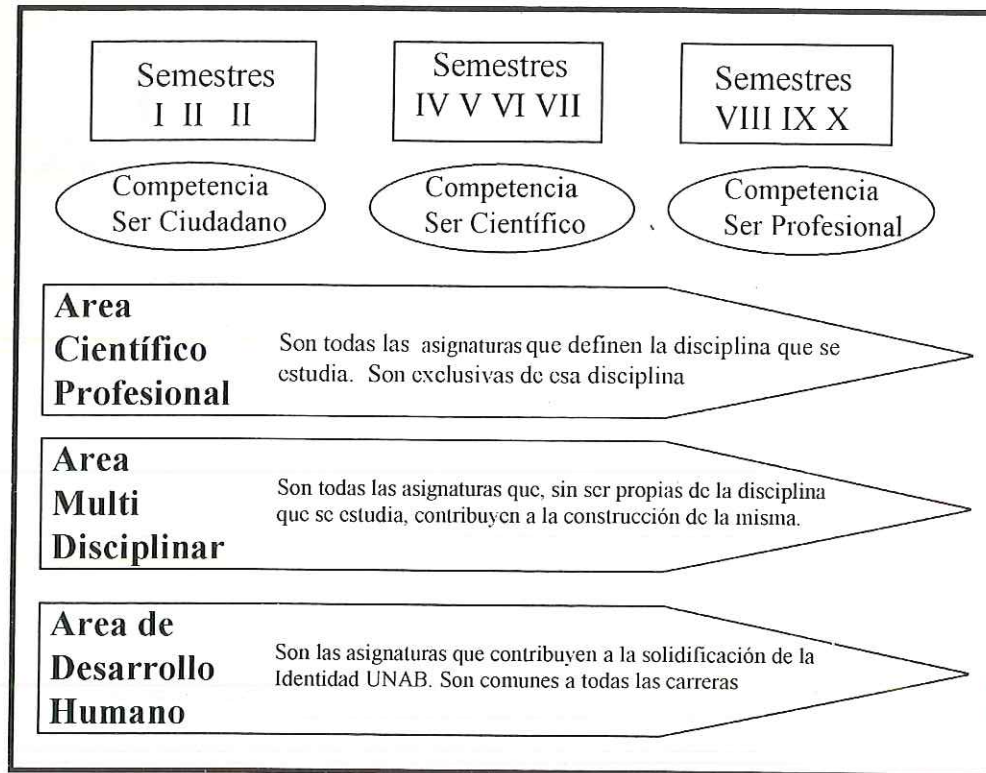 Semestres
I II II
Semestres
IV V VI VII
Semestres
VIII IX X
Competencia
Ser Ciudadano
Competencia
Ser Científico
Competencia
Ser Profesional
Area
Científico
Profesional
Son todas las asignaturas que definen la disciplina que se
estudia. Son exclusivas de esa disciplina
Area
Multi
Disciplinar
Son todas las asignaturas que, sin ser propias de la disciplina
que se estudia, contribuyen a la construcción de la misma.
Area de
Desarrollo
Humano
Son las asignaturas que contribuyen a la solidificación de la
Identidad UNAB. Son comunes a todas las carreras